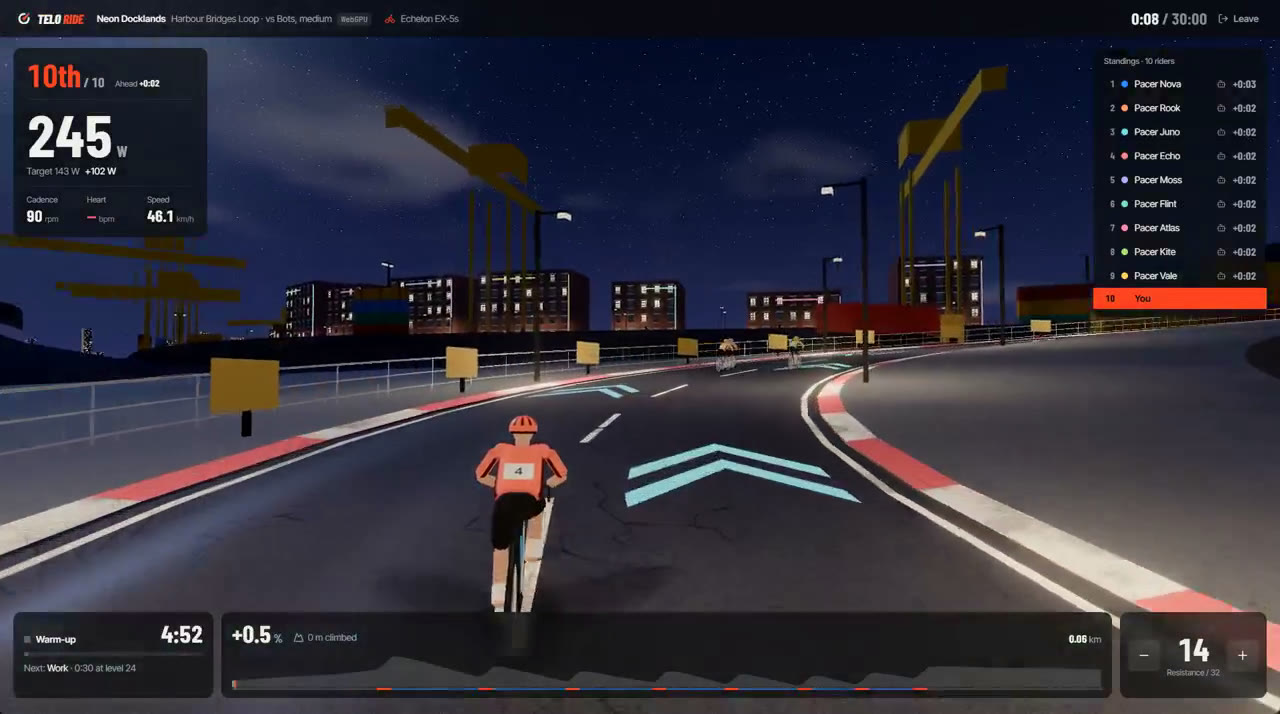 TELO RIDE Neon Docklands Harbour Bridges Loop · vs Bots, medium WebGPU Echelon EX-5s 0:08 / 30:00 Leave
10th / 10 Ahead +0:02
245 W
Target 143 W +102 W
Cadence Heart Speed
90 rpm — bpm 46.1 km/h
Standings · 10 riders
1 Pacer Nova +0:03
2 Pacer Rook +0:02
3 Pacer Juno +0:02
4 Pacer Echo +0:02
5 Pacer Moss +0:02
6 Pacer Flint +0:02
7 Pacer Atlas +0:02
8 Pacer Kite +0:02
9 Pacer Vale +0:02
10 You
4
Warm-up 4:52
Next: Work · 0:30 at level 24
+0.5 % 0 m climbed 0.06 km
− 14 +
Resistance / 32